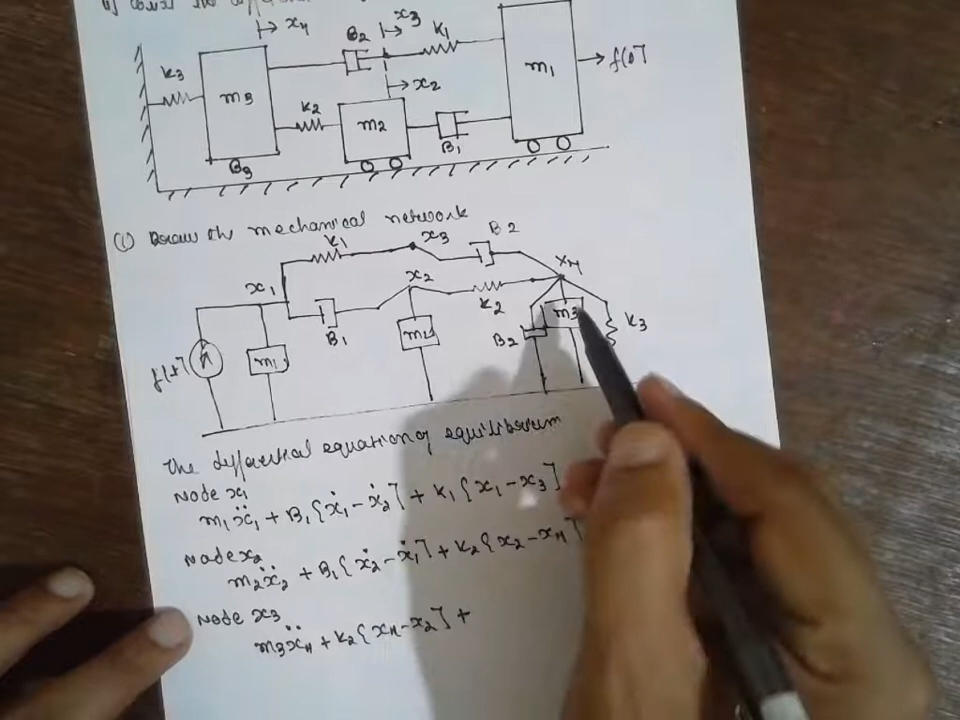 x4
x3
B2
K1
K3
m3
K2
x2
m2
m1
B1
B3
(i) Draw the mechanical network
K1
x3
B2
x1
x2
x4
B1
K2
m1
m2
B2
m3
K3
The differential equation of equilibrium
Node x1
m1ẍ1 + B1{ẋ1-ẋ2} + K1{x1-x3}
Node x2
m2ẍ2 + B1{ẋ2-ẋ1} + K2{x2-x4}
Node x3
m3ẍ4 + K2{x4-x2} +